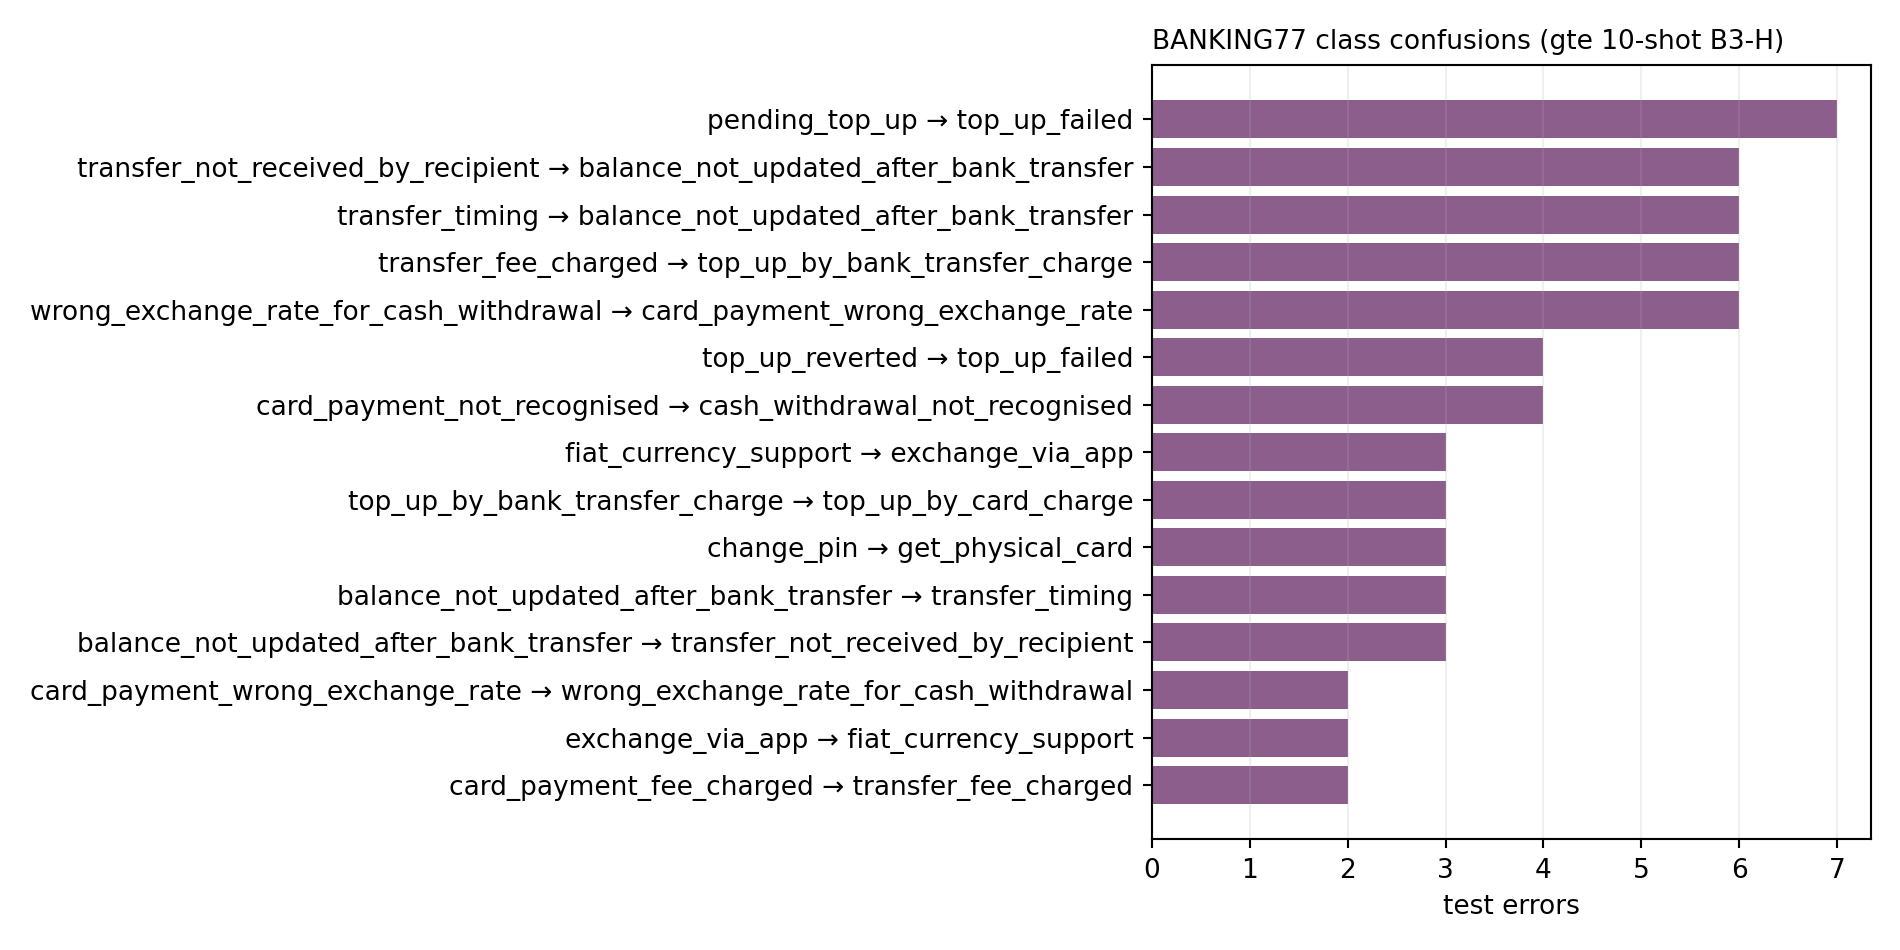 BANKING77 class confusions (gte 10-shot B3-H)
pending_top_up → top_up_failed
transfer_not_received_by_recipient → balance_not_updated_after_bank_transfer
transfer_timing → balance_not_updated_after_bank_transfer
transfer_fee_charged → top_up_by_bank_transfer_charge
wrong_exchange_rate_for_cash_withdrawal → card_payment_wrong_exchange_rate
top_up_reverted → top_up_failed
card_payment_not_recognised → cash_withdrawal_not_recognised
fiat_currency_support → exchange_via_app
top_up_by_bank_transfer_charge → top_up_by_card_charge
change_pin → get_physical_card
balance_not_updated_after_bank_transfer → transfer_timing
balance_not_updated_after_bank_transfer → transfer_not_received_by_recipient
card_payment_wrong_exchange_rate → wrong_exchange_rate_for_cash_withdrawal
exchange_via_app → fiat_currency_support
card_payment_fee_charged → transfer_fee_charged
0 1 2 3 4 5 6 7
test errors